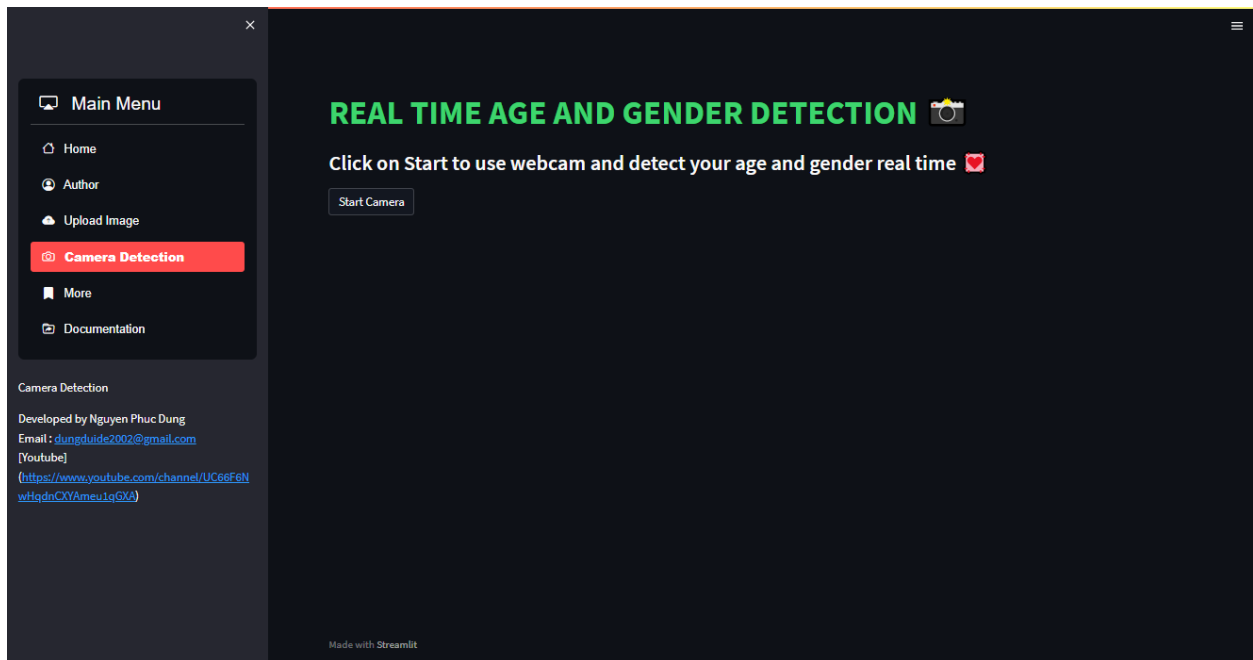 Main Menu
Home
Author
Upload Image
Camera Detection
More
Documentation
Camera Detection
Developed by Nguyen Phuc Dung
Email : dungduide2002@gmail.com
[Youtube]
(https://www.youtube.com/channel/UC66F6N
wHqdnCXYAmeu1qGXA)
REAL TIME AGE AND GENDER DETECTION
Click on Start to use webcam and detect your age and gender real time
Start Camera
Made with Streamlit